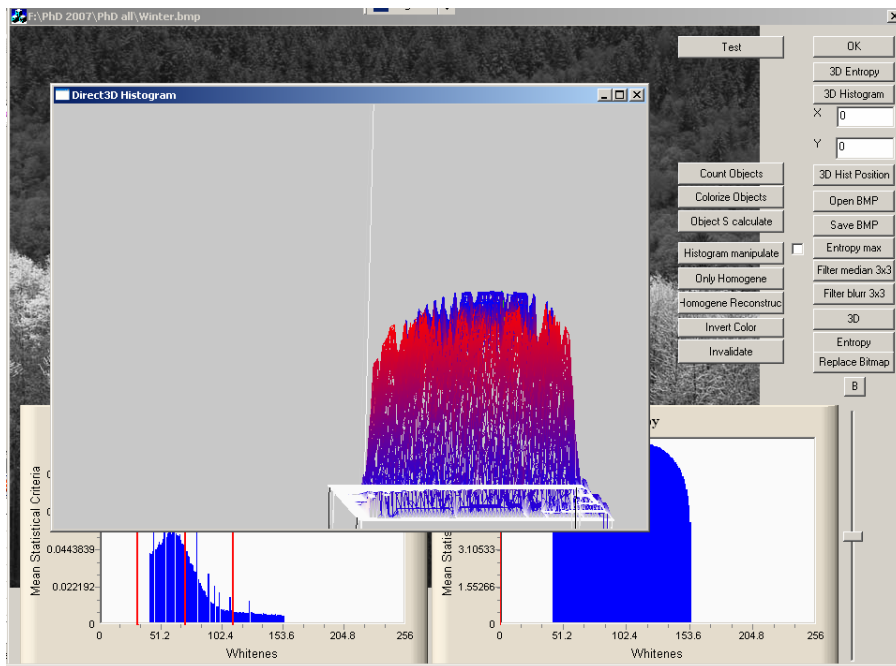 F:\PhD 2007\PhD all\Winter.bmp
Test
OK
3D Entropy
Direct3D Histogram
3D Histogram
X
0
Y
0
Count Objects
3D Hist Position
Colorize Objects
Open BMP
Object S calculate
Save BMP
Histogram manipulate
Entropy max
Only Homogene
Filter median 3x3
Homogene Reconstruc
Filter blurr 3x3
Invert Color
3D
Invalidate
Entropy
Replace Bitmap
B
Mean Statistical Criteria
0.0443839
0.022192
0
0
51.2
102.4
153.6
204.8
256
Whitenes
3.10533
1.55266
0
0
51.2
102.4
153.6
204.8
256
Whitenes